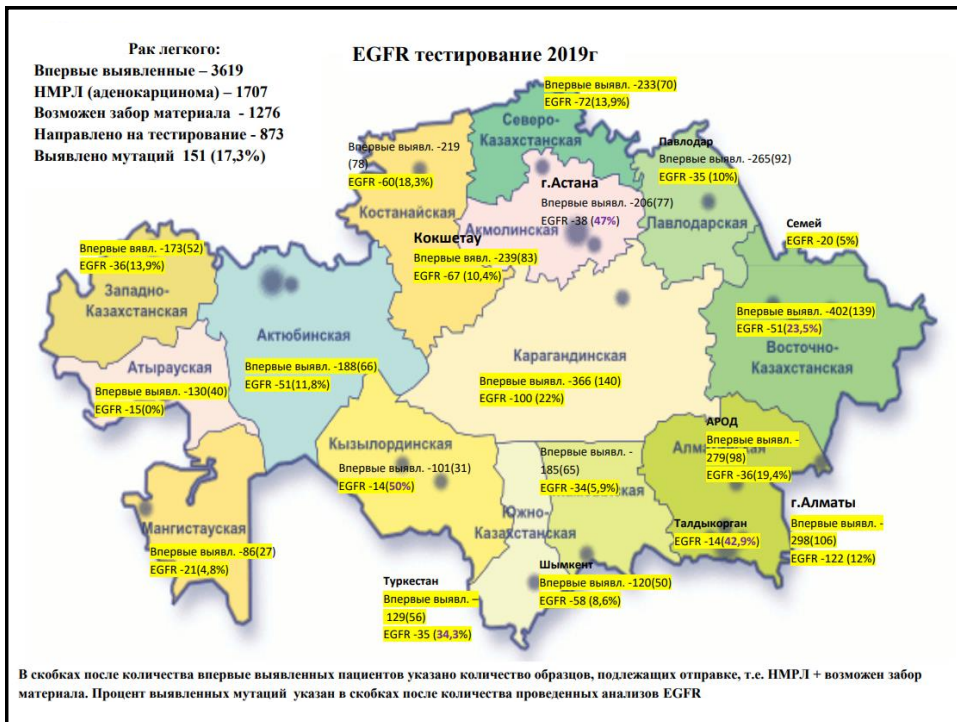 Рак легкого:
Впервые выявленные – 3619
НМРЛ (аденокарцинома) – 1707
Возможен забор материала - 1276
Направлено на тестирование - 873
Выявлено мутаций 151 (17,3%)
EGFR тестирование 2019г
Впервые выявл. -233(70)
EGFR -72(13,9%)
Северо-
Казахстанская
Впервые выявл. -219
(78)
EGFR -60(18,3%)
Костанайская
Павлодар
Впервые выявл. -265(92)
EGFR -35 (10%)
Павлодарская
г.Астана
Впервые выявл. -206(77)
EGFR -38 (47%)
Акмолинская
Кокшетау
Впервые вявл. -239(83)
EGFR -67 (10,4%)
Семей
EGFR -20 (5%)
Впервые яввл. -173(52)
EGFR -36(13,9%)
Западно-
Казахстанская
Актюбинская
Впервые выявл. -188(66)
EGFR -51(11,8%)
Впервые выявл. -402(139)
EGFR -51(23,5%)
Восточно-
Казахстанская
Атырауская
Впервые выявл. -130(40)
EGFR -15(0%)
Карагандинская
Впервые выявл. -366 (140)
EGFR -100 (22%)
Кызылординская
Впервые выявл. -101(31)
EGFR -14(50%)
Впервые выявл. -
185(65)
EGFR -34(5,9%)
АРОД
Впервые выявл. -
279(98)
EGFR -36(19,4%)
г.Алматы
Впервые выявл. -
298(106)
EGFR -122 (12%)
Талдыкорган
EGFR -14(42,9%)
Южно-
Казахстанская
Мангистауская
Впервые выявл. -86(27)
EGFR -21(4,8%)
Шымкент
Впервые выявл. -120(50)
EGFR -58 (8,6%)
Туркестан
Впервые выявл. –
129(56)
EGFR -35 (34,3%)
В скобках после количества впервые выявленных пациентов указано количество образцов, подлежащих отправке, т.е. НМРЛ + возможен забор
материала. Процент выявленных мутаций указан в скобках после количества проведенных анализов EGFR